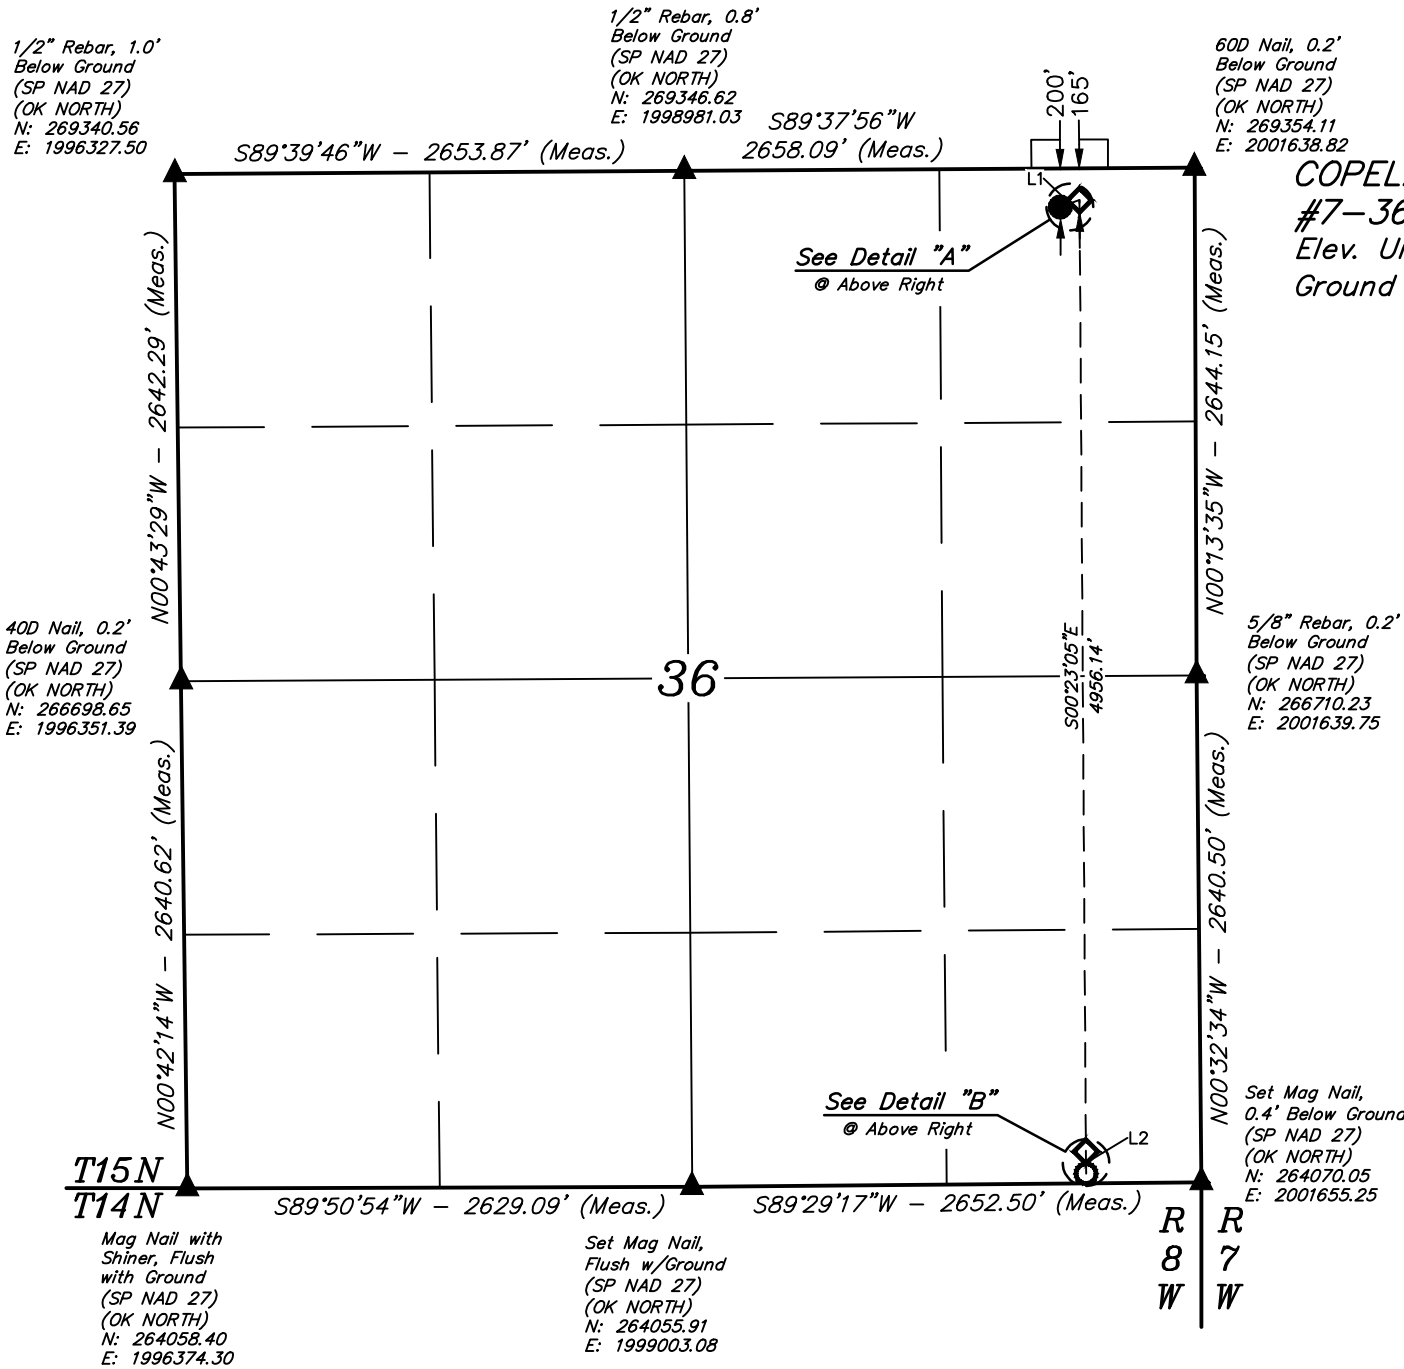 1/2" Rebar, 1.0'
Below Ground
(SP NAD 27)
(OK NORTH)
N: 269340.56
E: 1996327.50
1/2" Rebar, 0.8'
Below Ground
(SP NAD 27)
(OK NORTH)
N: 269346.62
E: 1998981.03
60D Nail, 0.2'
Below Ground
(SP NAD 27)
(OK NORTH)
N: 269354.11
E: 2001638.82
200'
165'
S89°39'46"W - 2653.87' (Meas.)
S89°37'56"W
2658.09' (Meas.)
#7-36
Ground
L1
See Detail "A"
@ Above Right
N00°43'29"W - 2642.29' (Meas.)
N00°13'35"W - 2644.15' (Meas.)
40D Nail, 0.2'
Below Ground
(SP NAD 27)
(OK NORTH)
N: 266698.65
E: 1996351.39
36
S00°23'05"E
4956.14'
5/8" Rebar, 0.2'
Below Ground
(SP NAD 27)
(OK NORTH)
N: 266710.23
E: 2001639.75
N00°42'14"W - 2640.62' (Meas.)
N00°32'34"W - 2640.50' (Meas.)
See Detail "B"
@ Above Right
L2
Set Mag Nail,
0.4' Below Ground
(SP NAD 27)
(OK NORTH)
N: 264070.05
E: 2001655.25
T15N
T14N
S89°50'54"W - 2629.09' (Meas.)
S89°29'17"W - 2652.50' (Meas.)
R R
8 7
W W
Mag Nail with
Shiner, Flush
with Ground
(SP NAD 27)
(OK NORTH)
N: 264058.40
E: 1996374.30
Set Mag Nail,
Flush w/Ground
(SP NAD 27)
(OK NORTH)
N: 264055.91
E: 1999003.08